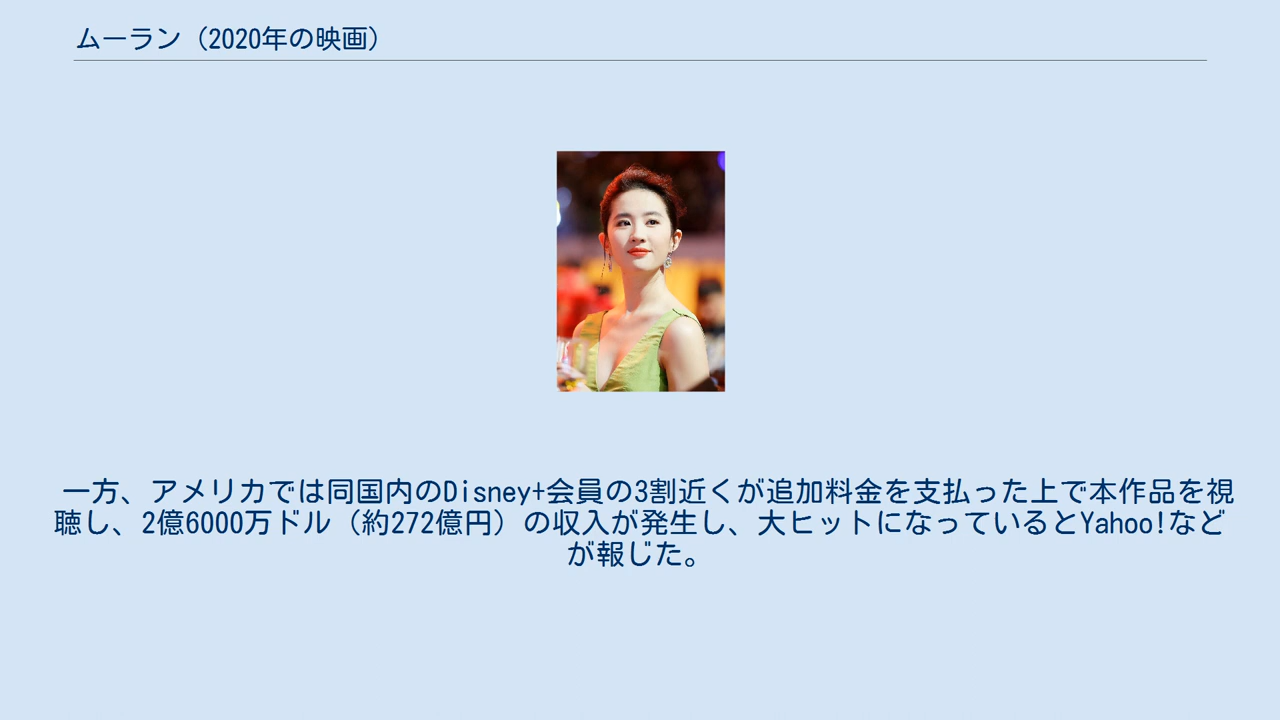 ムーラン（2020年の映画）
一方、アメリカでは同国内のDisney+会員の3割近くが追加料金を支払った上で本作品を視
聴し、2億6000万ドル（約272億円）の収入が発生し、大ヒットになっているとYahoo!など
が報じた。